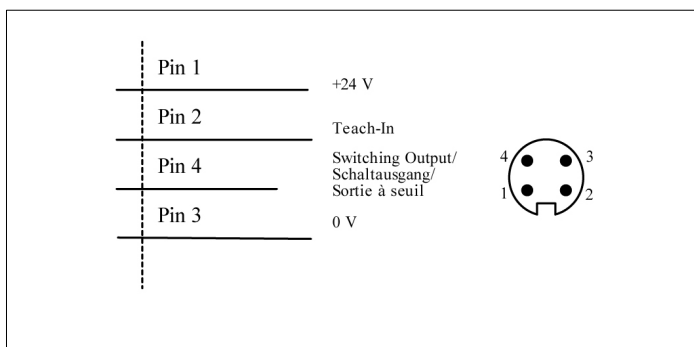 Pin 1
+24 V
Pin 2
Teach-In
Pin 4
Switching Output/
Schaltausgang/
Sortie à seuil
Pin 3
0 V
4
3
1
2